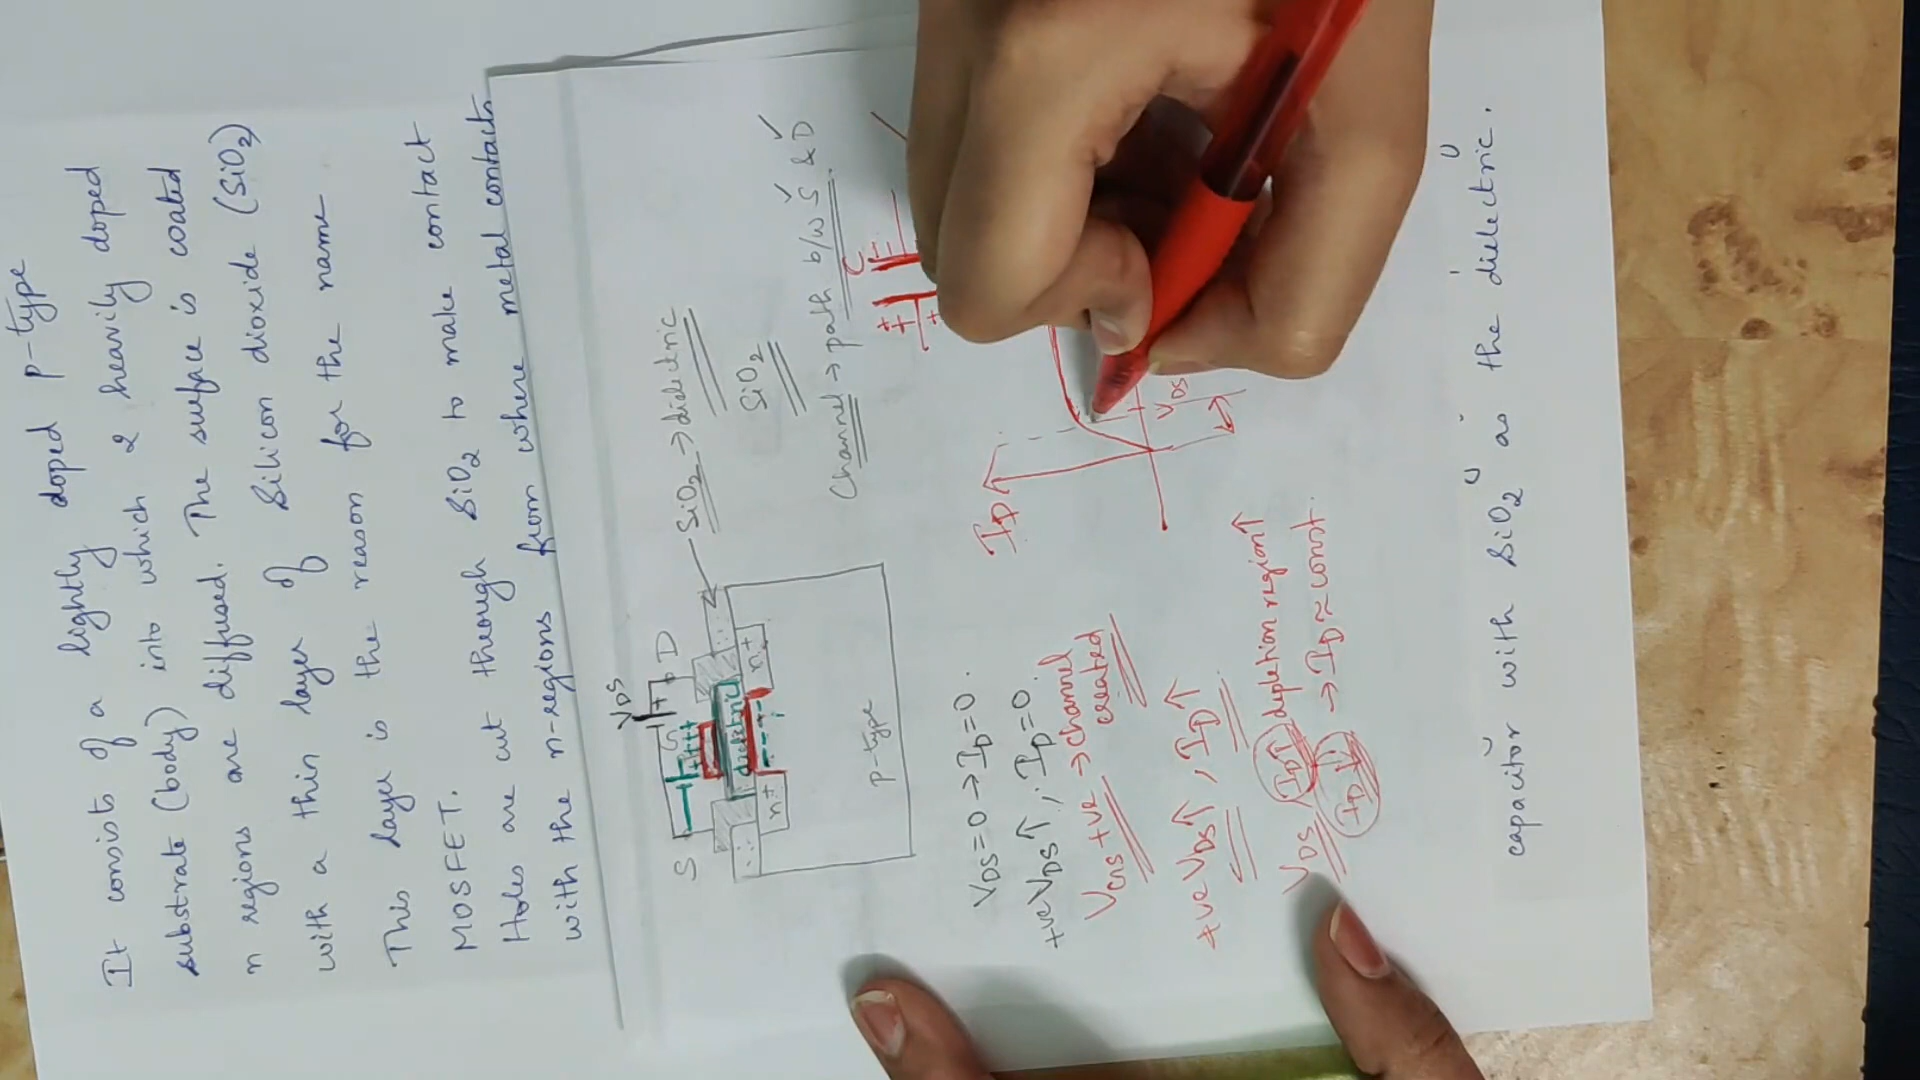 It consists of a lightly doped p-type
substrate (body) into which 2 heavily doped
n regions are diffused. The surface is coated
with a thin layer of Silicon dioxide (SiO2)
This layer is the reason for the name
MOSFET.
Holes are cut through SiO2 to make contact
with the n-regions from where metal contacts
VDS
S
D
G
++++
dielectric
n+
n+
p-type
SiO2 → dielectric
SiO2
Channel → path b/w S & D
C
VDS = 0 → ID = 0
+ve VDS ↑, ID = 0.
VGS +ve → channel
created
+ve VDS ↑, ID ↑
VDS ID↑ depletion region ↑
ID↓ → ID ≈ const.
ID
VDS
capacitor with SiO2 as the dielectric.